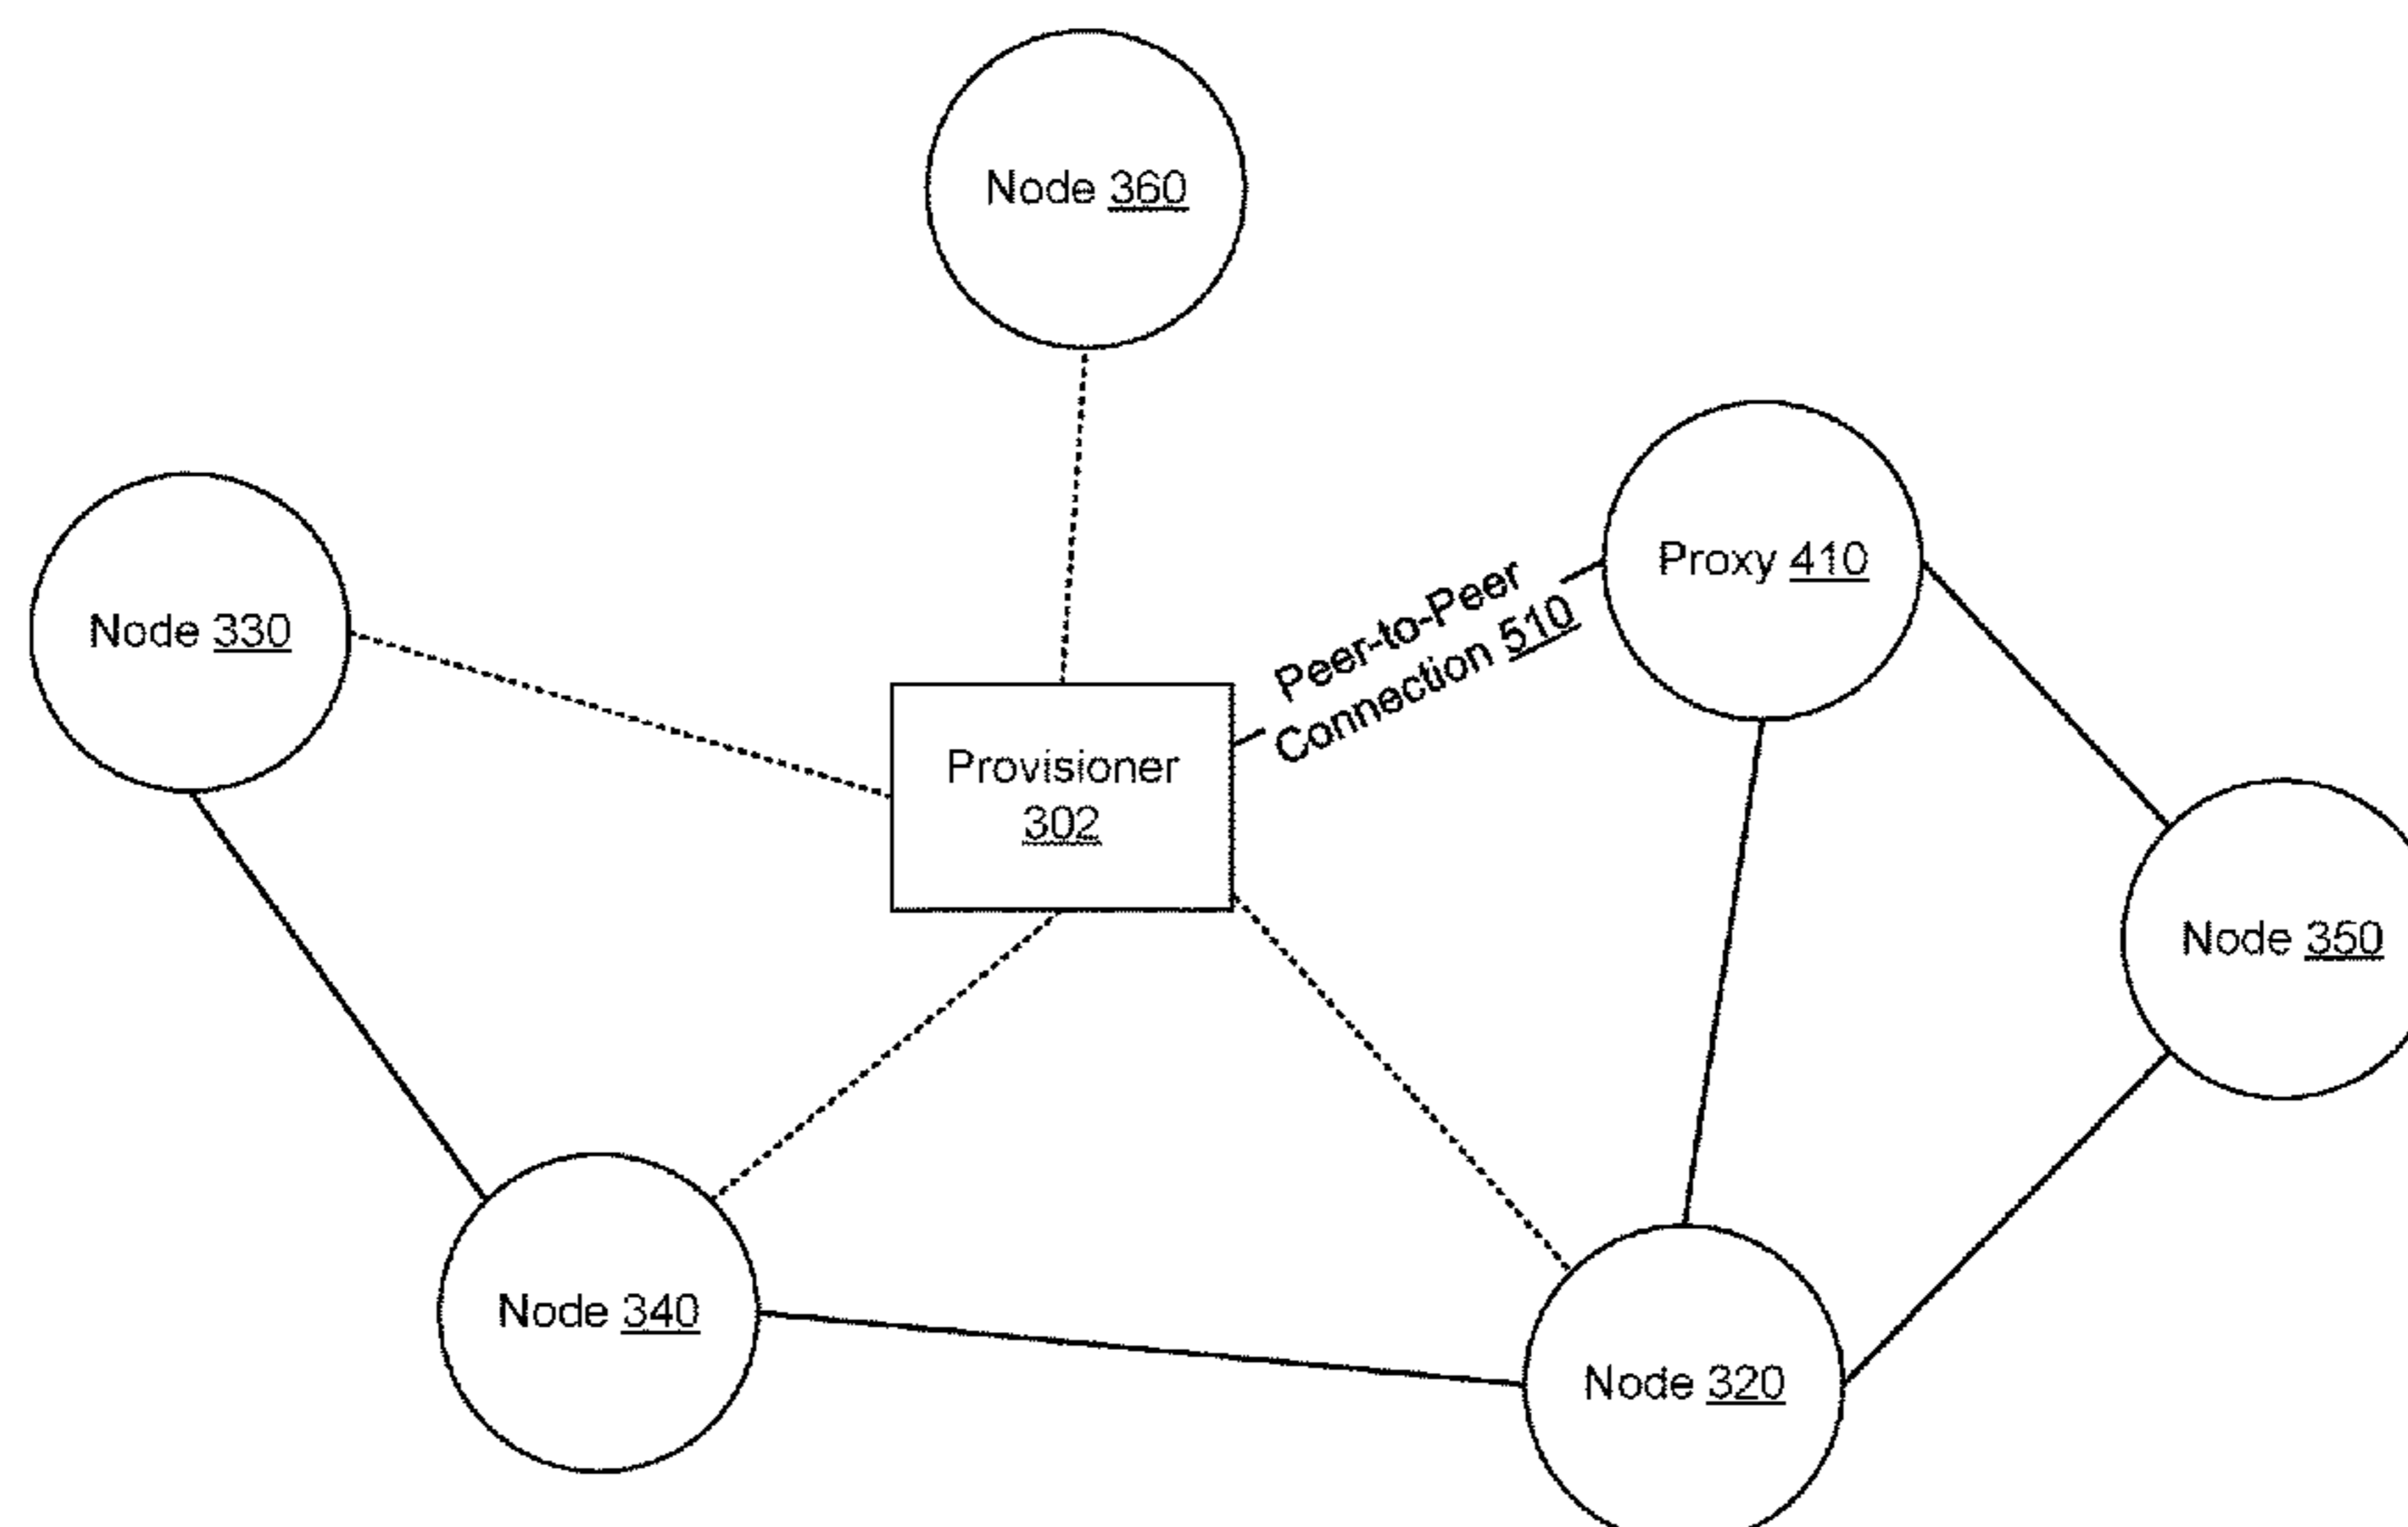 Node 360
Proxy 410
Peer-to-Peer
Connection 510
Node 330
Provisioner
302
Node 350
Node 340
Node 320